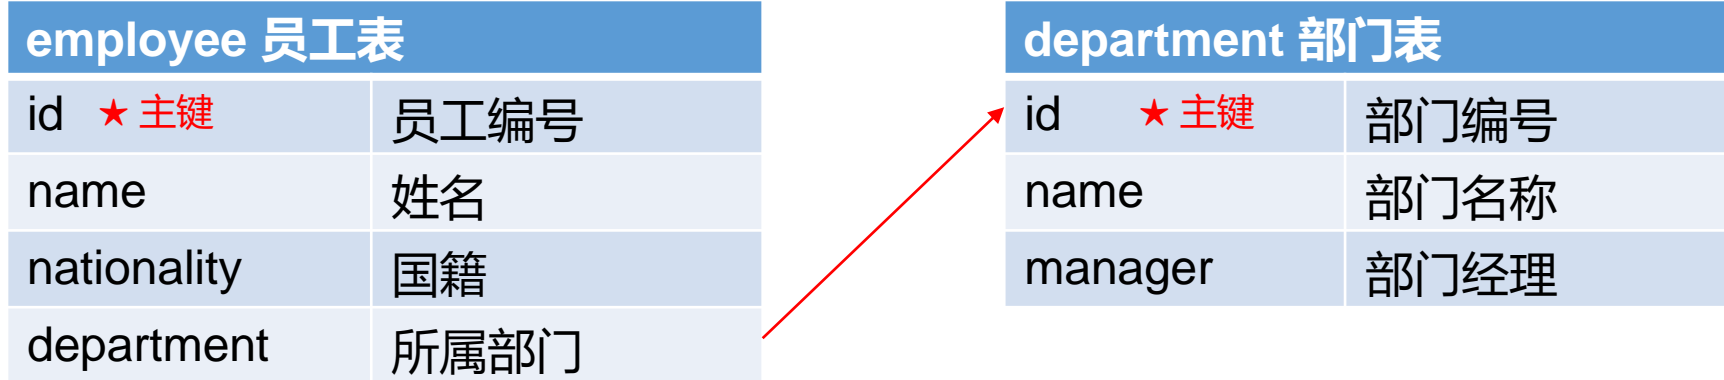 employee 员工表
id ★ 主键 员工编号
name 姓名
nationality 国籍
department 所属部门
department 部门表
id ★ 主键 部门编号
name 部门名称
manager 部门经理